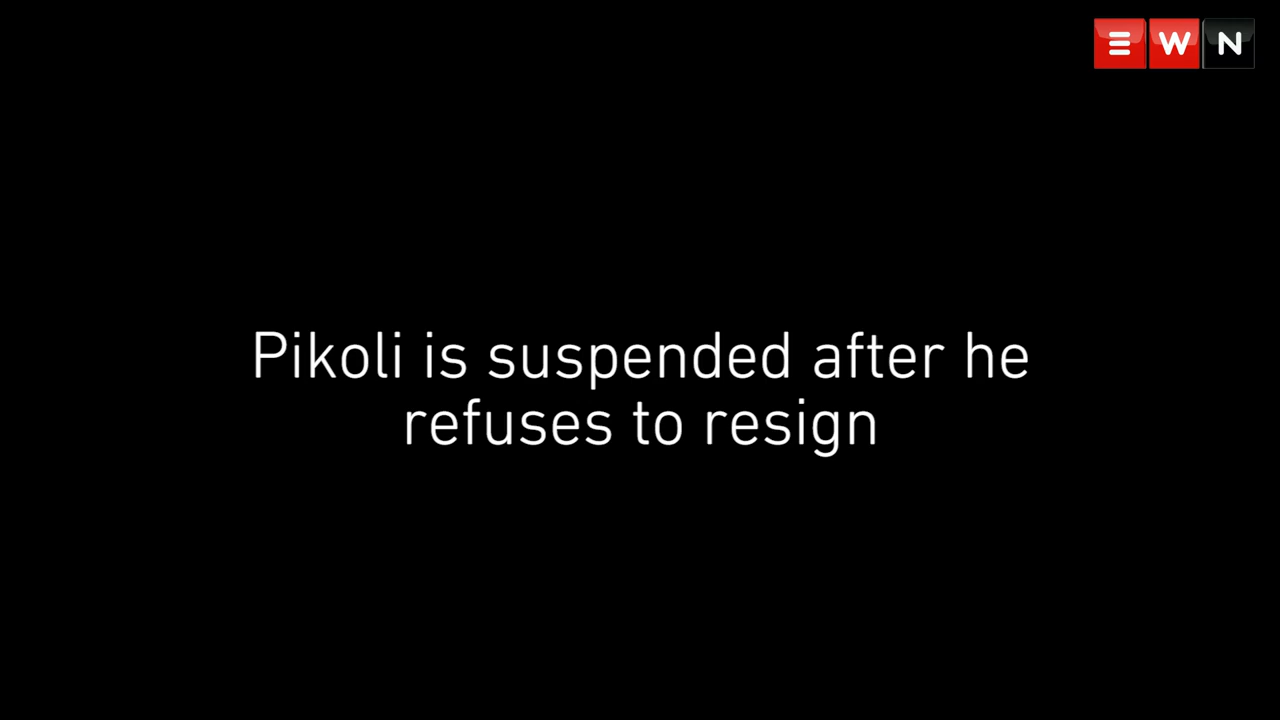 EWN
Pikoli is suspended after he
refuses to resign